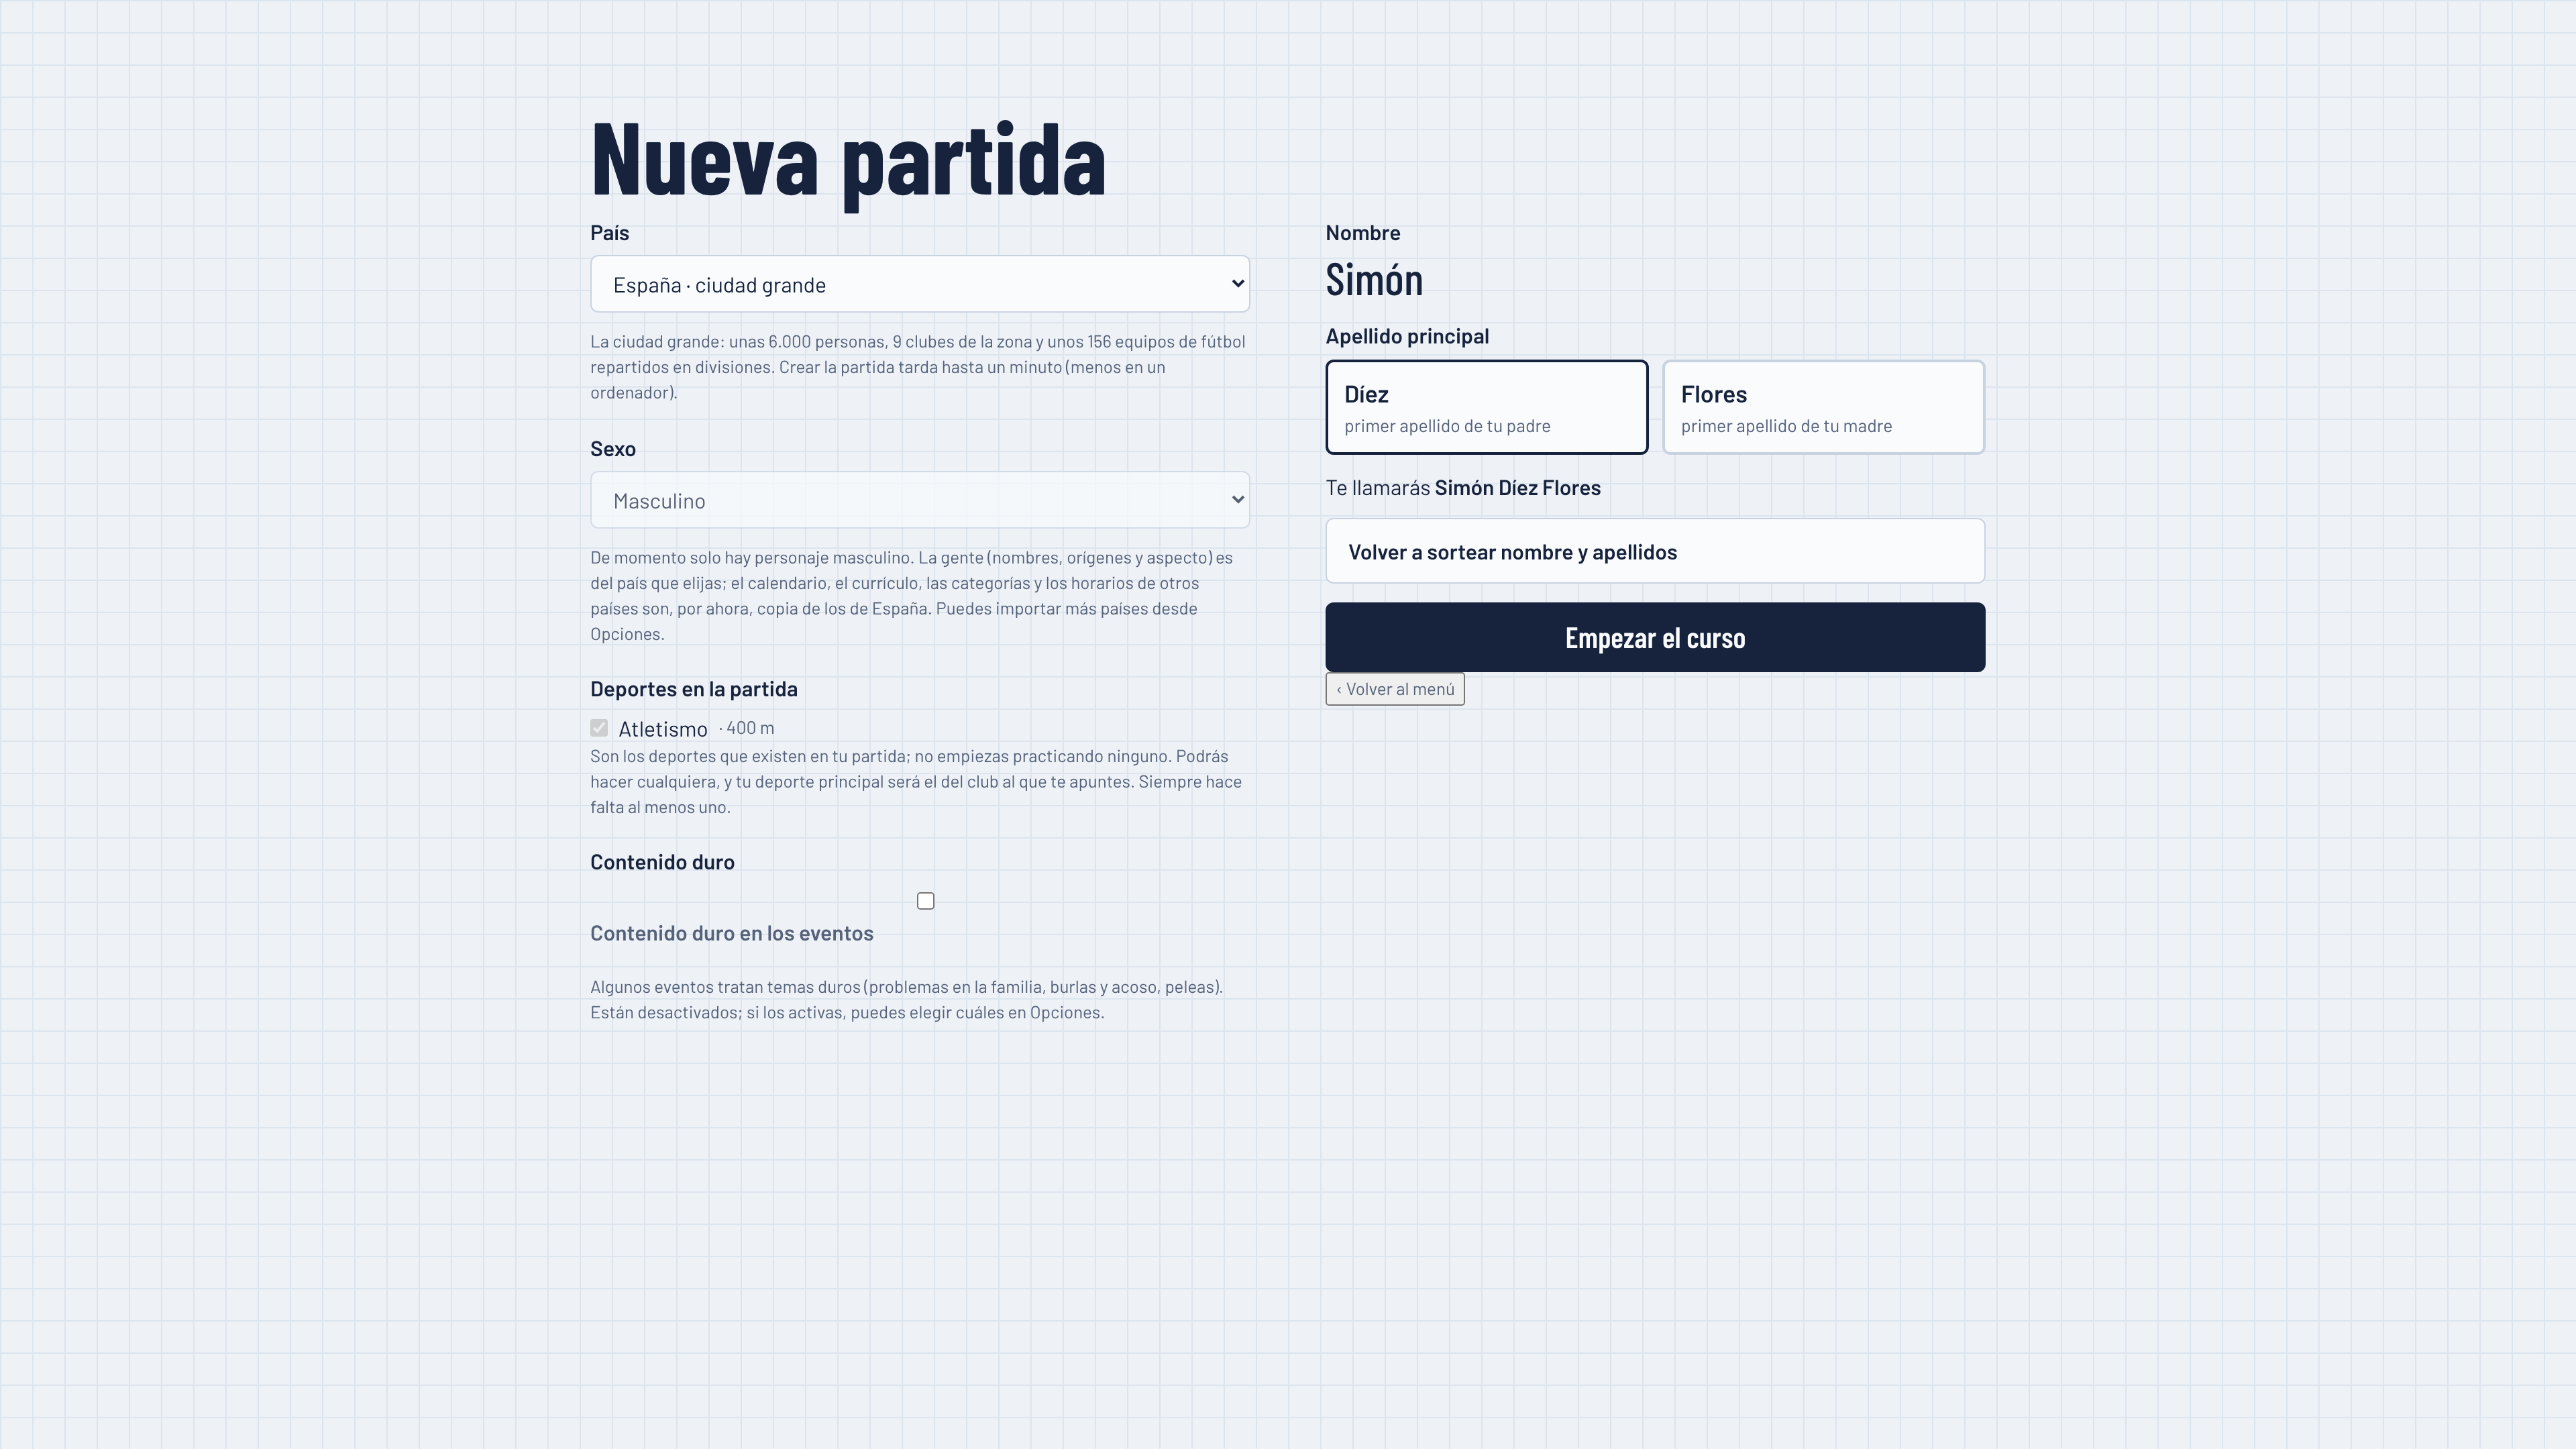 Nueva partida
País
España · ciudad grande
La ciudad grande: unas 6.000 personas, 9 clubes de la zona y unos 156 equipos de fútbol
repartidos en divisiones. Crear la partida tarda hasta un minuto (menos en un
ordenador).
Sexo
Masculino
De momento solo hay personaje masculino. La gente (nombres, orígenes y aspecto) es
del país que elijas; el calendario, el currículo, las categorías y los horarios de otros
países son, por ahora, copia de los de España. Puedes importar más países desde
Opciones.
Deportes en la partida
Atletismo · 400 m
Son los deportes que existen en tu partida; no empiezas practicando ninguno. Podrás
hacer cualquiera, y tu deporte principal será el del club al que te apuntes. Siempre hace
falta al menos uno.
Contenido duro
Contenido duro en los eventos
Algunos eventos tratan temas duros (problemas en la familia, burlas y acoso, peleas).
Están desactivados; si los activas, puedes elegir cuáles en Opciones.
Nombre
Simón
Apellido principal
Díez
primer apellido de tu padre
Flores
primer apellido de tu madre
Te llamarás Simón Díez Flores
Volver a sortear nombre y apellidos
Empezar el curso
‹ Volver al menú